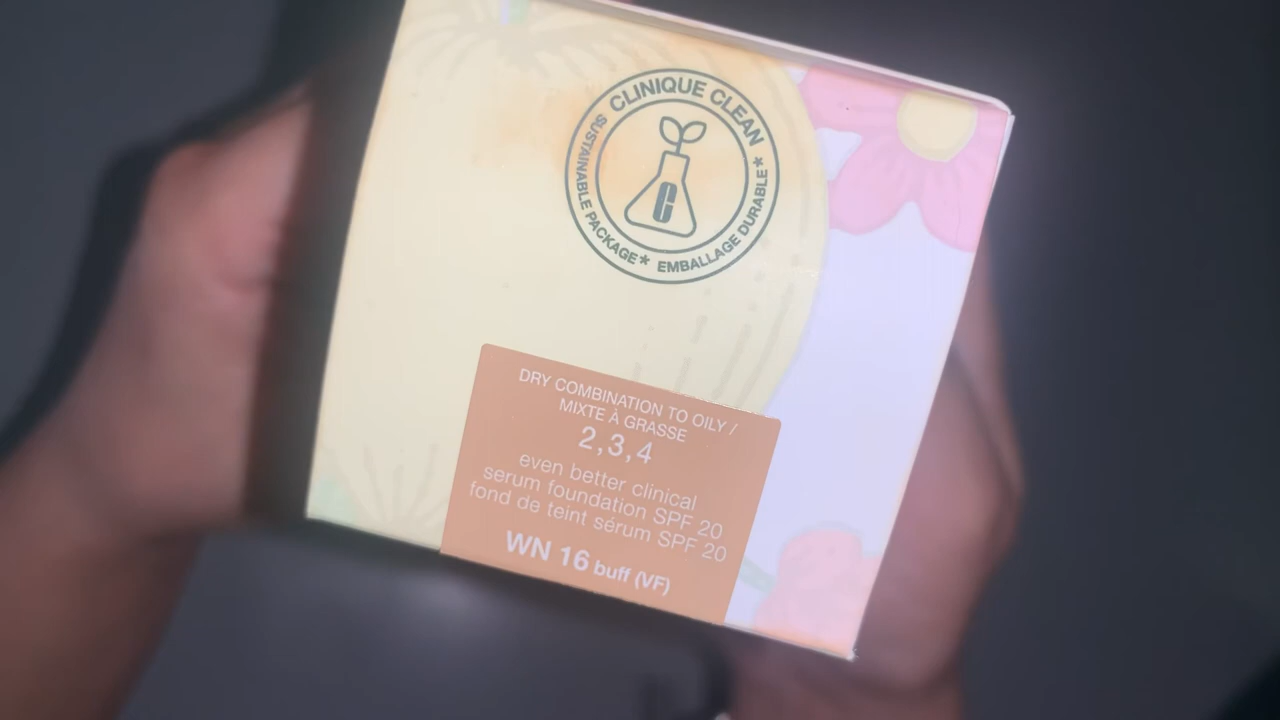 CLINIQUE CLEAN
SUSTAINABLE PACKAGE* EMBALLAGE DURABLE*
C
DRY COMBINATION TO OILY /
MIXTE À GRASSE
2,3,4
even better clinical
serum foundation SPF 20
fond de teint sérum SPF 20
WN 16 buff (VF)